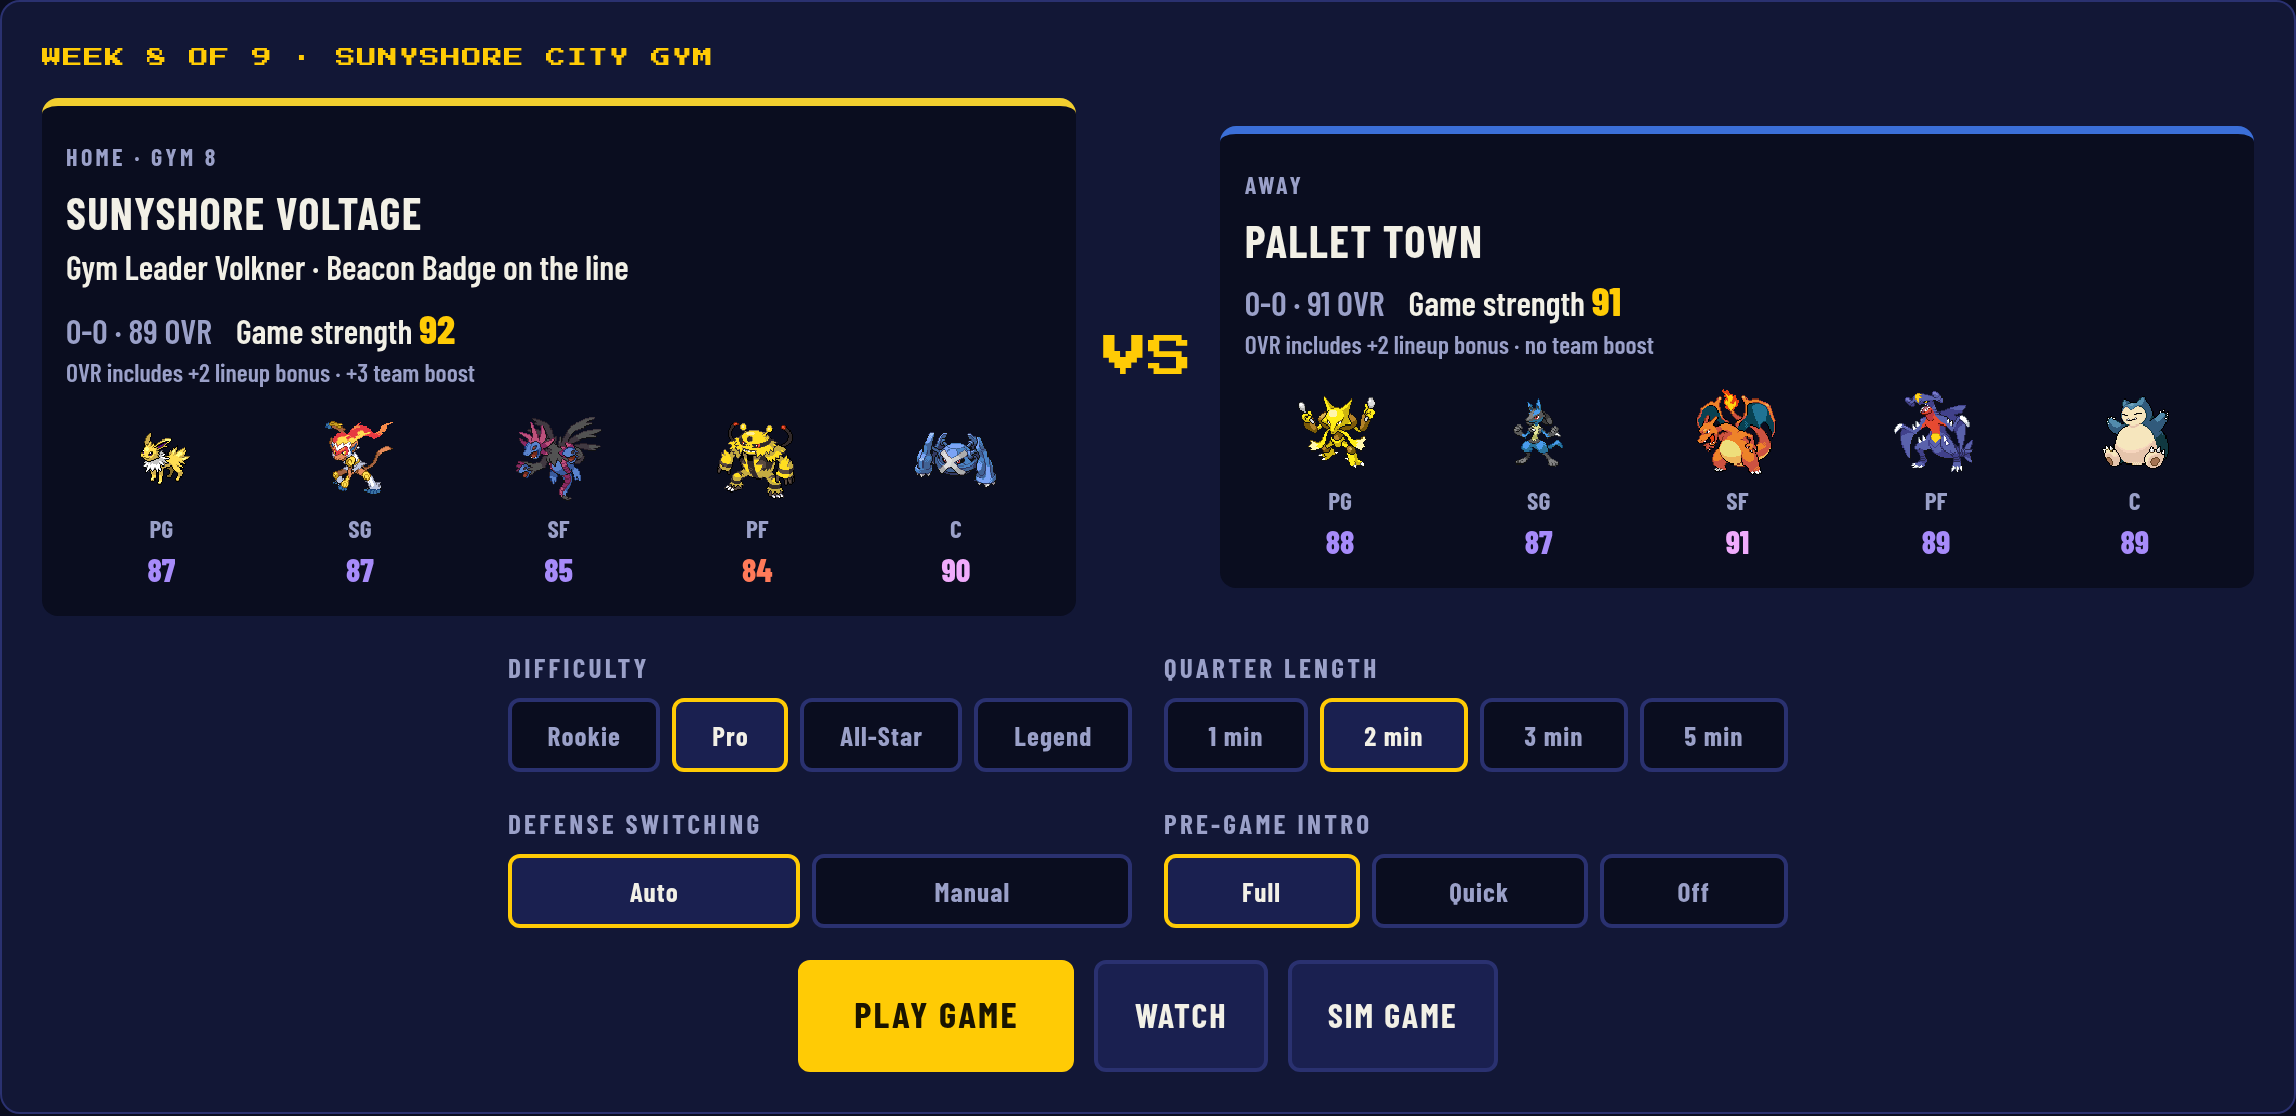 WEEK 8 OF 9 · SUNYSHORE CITY GYM
HOME · GYM 8
SUNYSHORE VOLTAGE
Gym Leader Volkner · Beacon Badge on the line
0-0 · 89 OVR Game strength 92
OVR includes +2 lineup bonus · +3 team boost
PG SG SF PF C
87 87 85 84 90
VS
AWAY
PALLET TOWN
0-0 · 91 OVR Game strength 91
OVR includes +2 lineup bonus · no team boost
PG SG SF PF C
88 87 91 89 89
DIFFICULTY
Rookie Pro All-Star Legend
QUARTER LENGTH
1 min 2 min 3 min 5 min
DEFENSE SWITCHING
Auto Manual
PRE-GAME INTRO
Full Quick Off
PLAY GAME WATCH SIM GAME